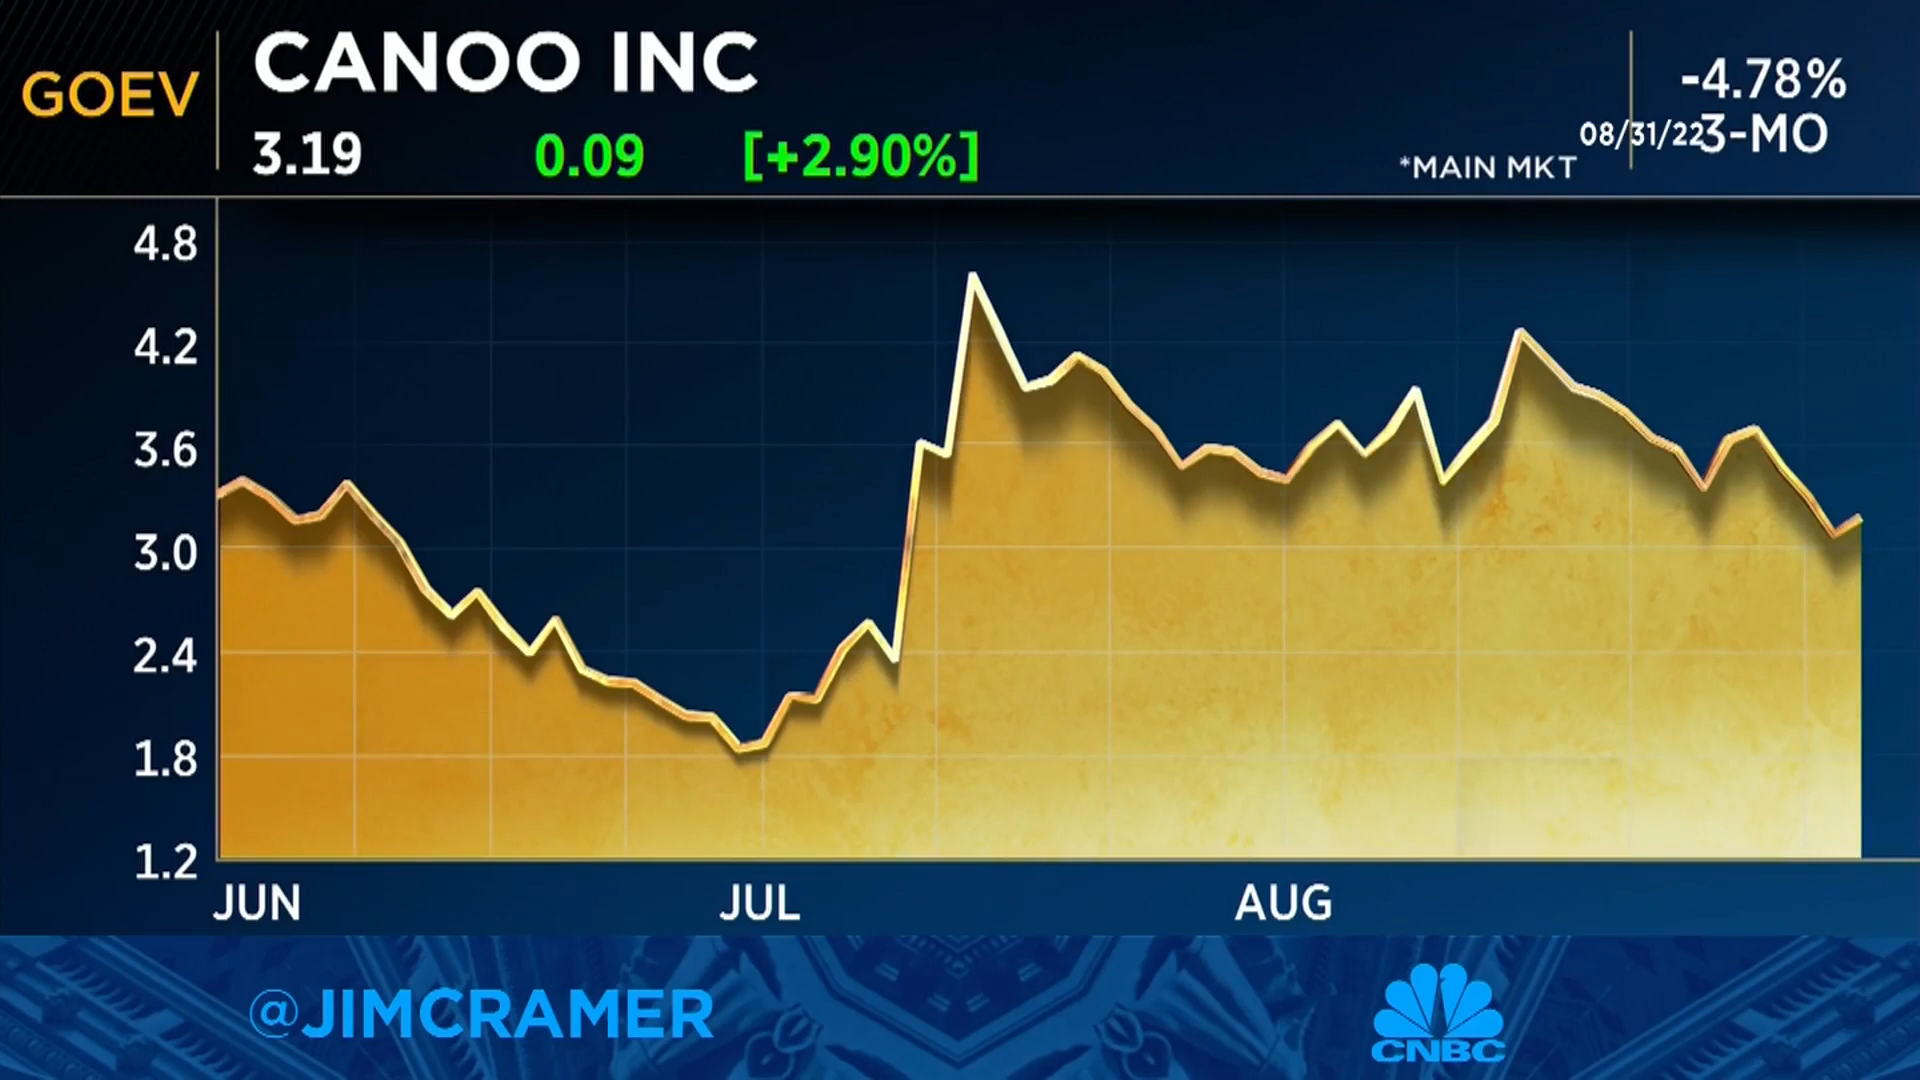 GOEV
CANOO INC
3.19 0.09 [+2.90%]
*MAIN MKT
08/31/22
-4.78%
3-MO
4.8
4.2
3.6
3.0
2.4
1.8
1.2
JUN JUL AUG
@JIMCRAMER
CNBC